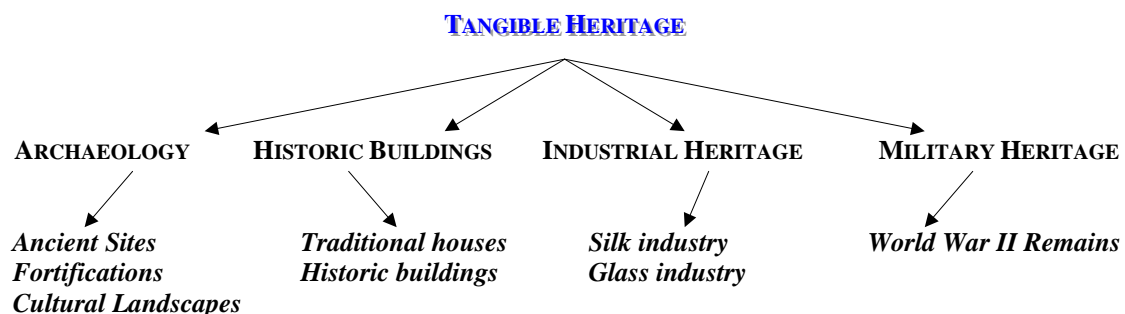 TANGIBLE HERITAGE
ARCHAEOLOGY
HISTORIC BUILDINGS
INDUSTRIAL HERITAGE
MILITARY HERITAGE
Ancient Sites
Fortifications
Cultural Landscapes
Traditional houses
Historic buildings
Silk industry
Glass industry
World War II Remains